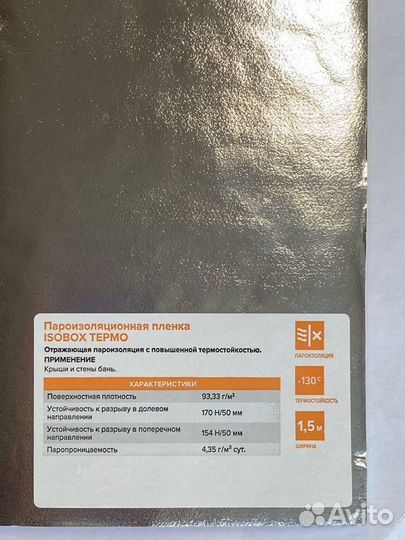 Пароизоляционная пленка
ISOBOX ТЕРМО
Отражающая пароизоляция с повышенной термостойкостью.
ПРИМЕНЕНИЕ
Крыши и стены бань.
ХАРАКТЕРИСТИКИ
Поверхностная плотность 93,33 г/м²
Устойчивость к разрыву в долевом
направлении 170 Н/50 мм
Устойчивость к разрыву в поперечном
направлении 154 Н/50 мм
Паропроницаемость 4,35 г/м² сут.
ПАРОИЗОЛЯЦИЯ
-130°C
ТЕРМОСТОЙКОСТЬ
1,5 м
ШИРИНА
Avito